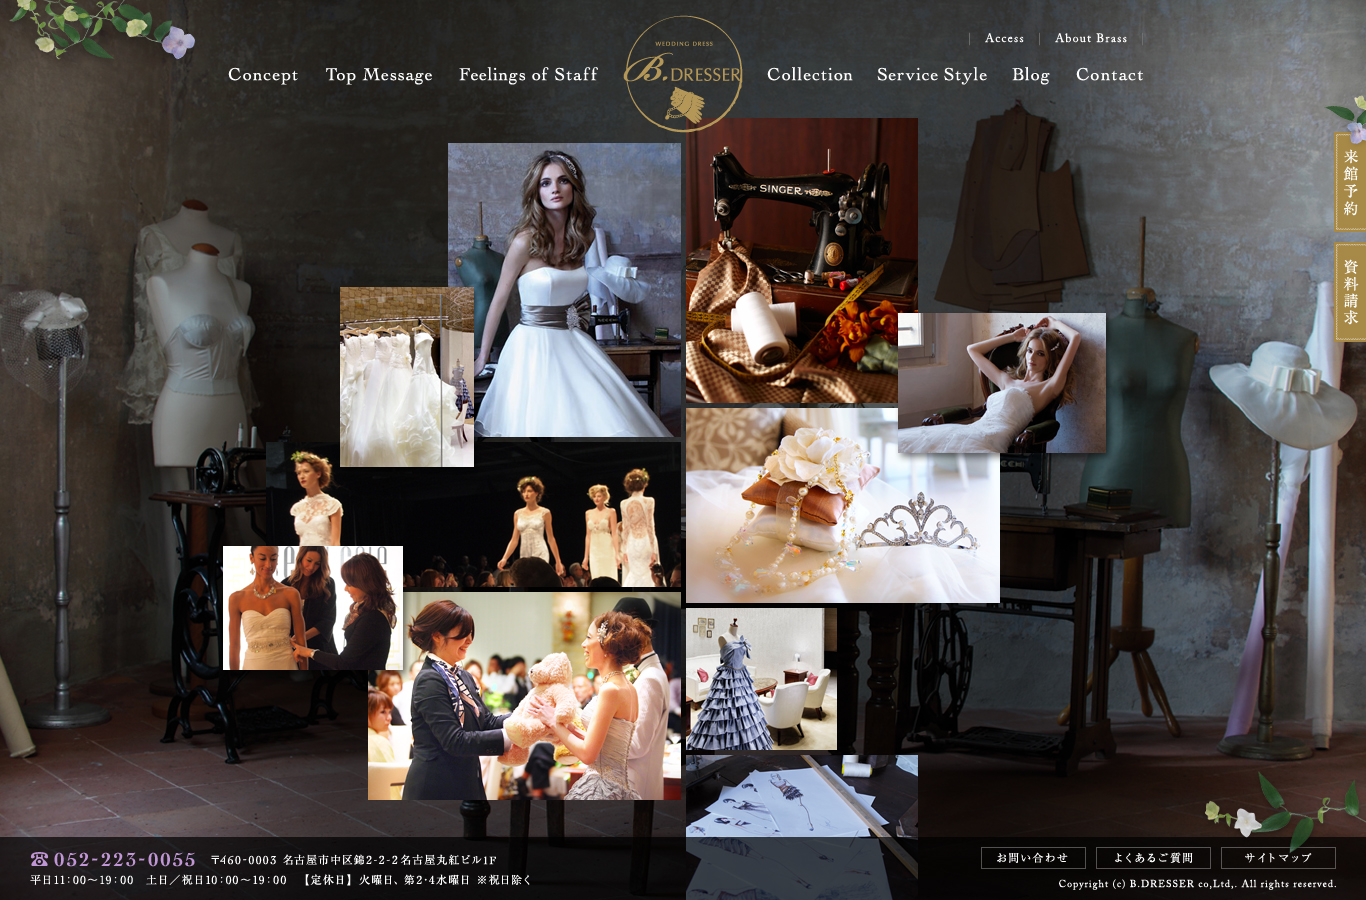 Access
About Brass
Concept
Top Message
Feelings of Staff
WEDDING DRESS
B.DRESSER
Collection
Service Style
Blog
Contact
来館予約
資料請求
SINGER
052-223-0055
〒460-0003 名古屋市中区錦2-2-2名古屋丸紅ビル1F
平日11:00〜19:00 土日／祝日10:00〜19:00 【定休日】火曜日、第2・4水曜日 ※祝日除く
お問い合わせ
よくあるご質問
サイトマップ
Copyright (c) B.DRESSER co,Ltd,. All rights reserved.